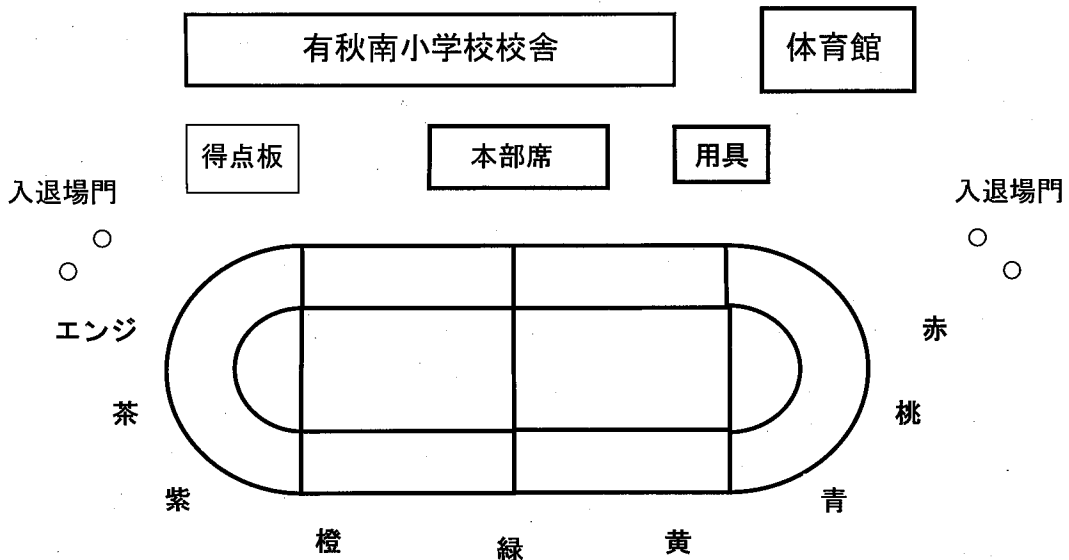 有秋南小学校校舎
体育館
得点板
本部席
用具
入退場門
入退場門
エンジ
赤
茶
桃
紫
青
橙
緑
黄